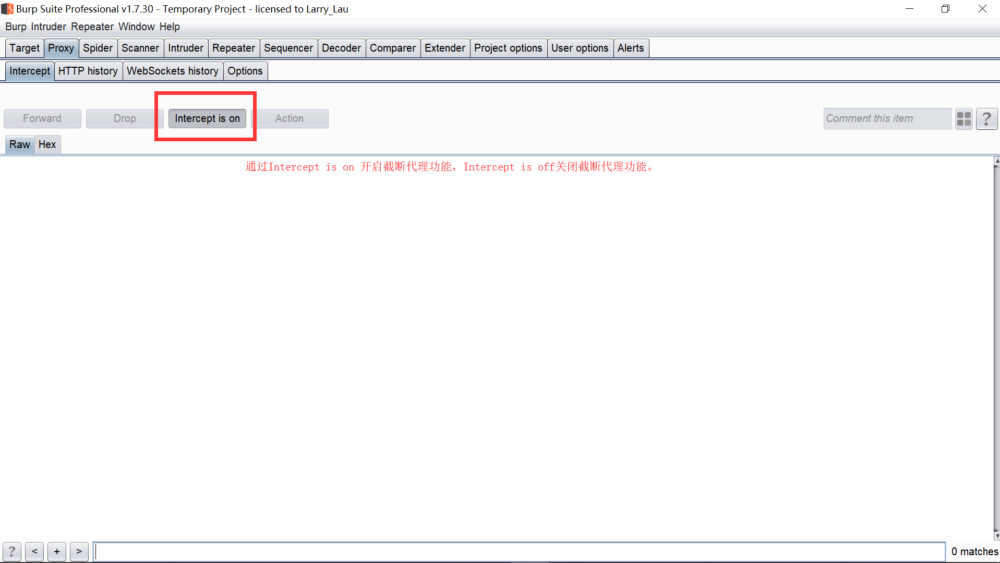 Burp Suite Professional v1.7.30 - Temporary Project - licensed to Larry_Lau
Burp Intruder Repeater Window Help
Target Proxy Spider Scanner Intruder Repeater Sequencer Decoder Comparer Extender Project options User options Alerts
Intercept HTTP history WebSockets history Options
Forward Drop Intercept is on Action Comment this item ?
Raw Hex
通过Intercept is on 开启截断代理功能，Intercept is off关闭截断代理功能。
? < + > 0 matches